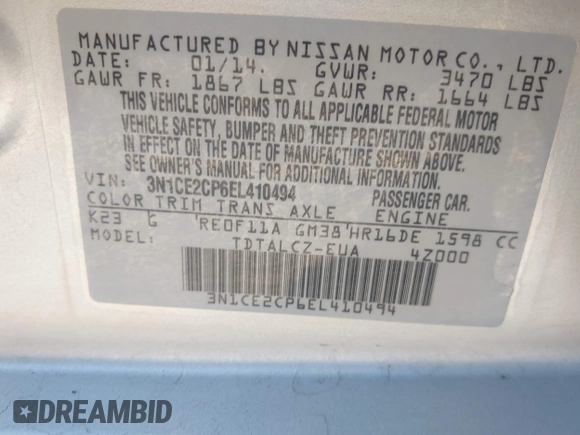 MANUFACTURED BY NISSAN MOTOR CO., LTD.
DATE: 01/14. GVWR: 3470 LBS
GAWR FR: 1867 LBS GAWR RR: 1664 LBS
THIS VEHICLE CONFORMS TO ALL APPLICABLE FEDERAL MOTOR
VEHICLE SAFETY, BUMPER AND THEFT PREVENTION STANDARDS
IN EFFECT ON THE DATE OF MANUFACTURE SHOWN ABOVE.
SEE OWNER'S MANUAL FOR MORE INFORMATION.
VIN: 3N1CE2CP6EL410494 PASSENGER CAR.
COLOR TRIM TRANS AXLE ENGINE
K23 G 'RE0F11A GM38'HR16DE 1598 CC
MODEL: TDTALCZ-EUA 4Z000
3N1CE2CP6EL410494
DREAMBID